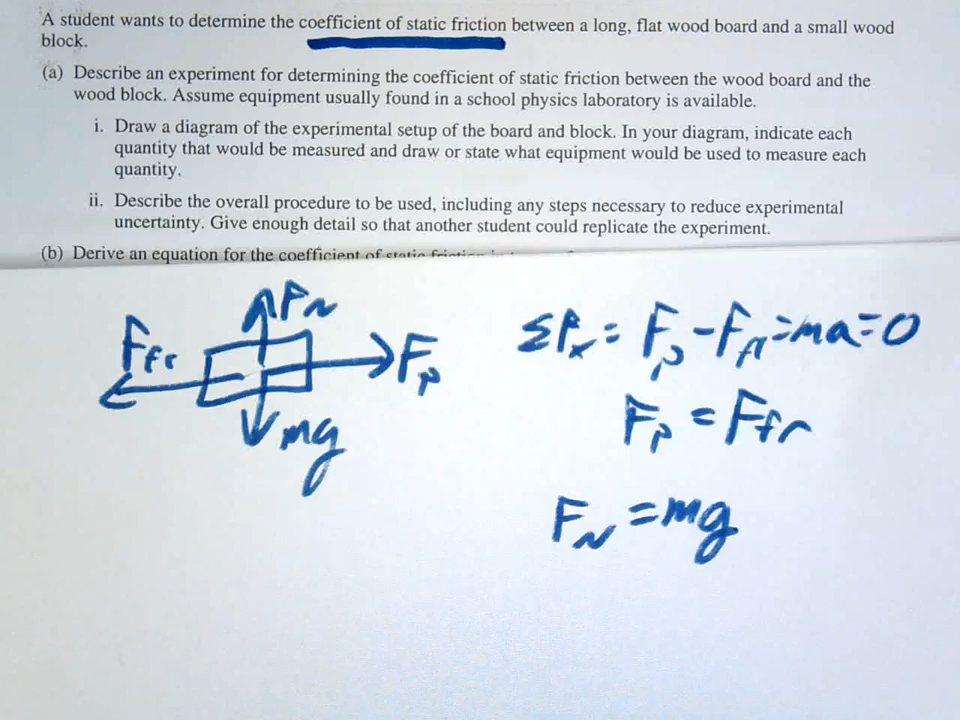 A student wants to determine the coefficient of static friction between a long, flat wood board and a small wood
block.
(a) Describe an experiment for determining the coefficient of static friction between the wood board and the
wood block. Assume equipment usually found in a school physics laboratory is available.
i. Draw a diagram of the experimental setup of the board and block. In your diagram, indicate each
quantity that would be measured and draw or state what equipment would be used to measure each
quantity.
ii. Describe the overall procedure to be used, including any steps necessary to reduce experimental
uncertainty. Give enough detail so that another student could replicate the experiment.
(b) Derive an equation for the coefficient of static
FN
Ffr
Fp
mg
ΣFx = Fp - Ffr = ma = 0
Fp = Ffr
FN = mg